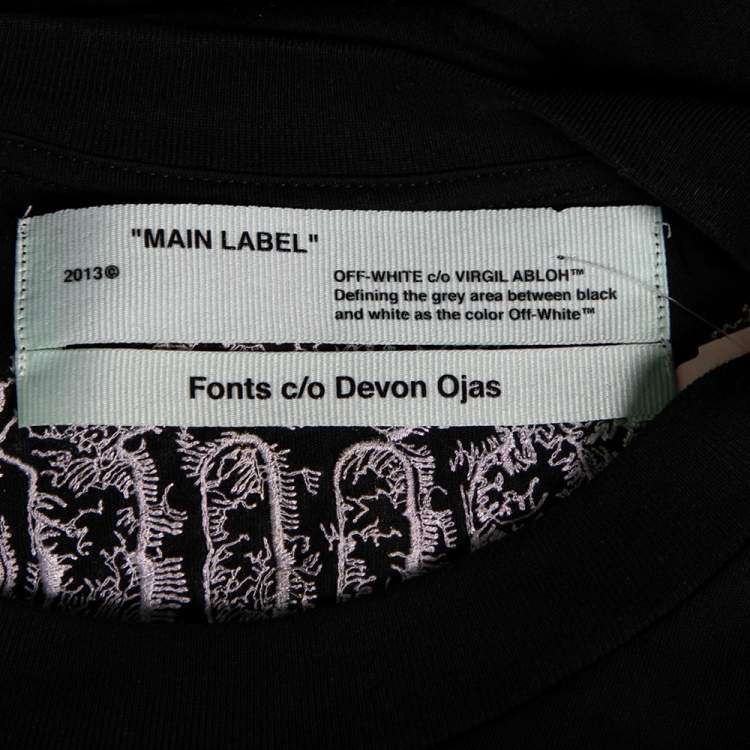 "MAIN LABEL"
2013©
OFF-WHITE c/o VIRGIL ABLOH™
Defining the grey area between black
and white as the color Off-White™
Fonts c/o Devon Ojas